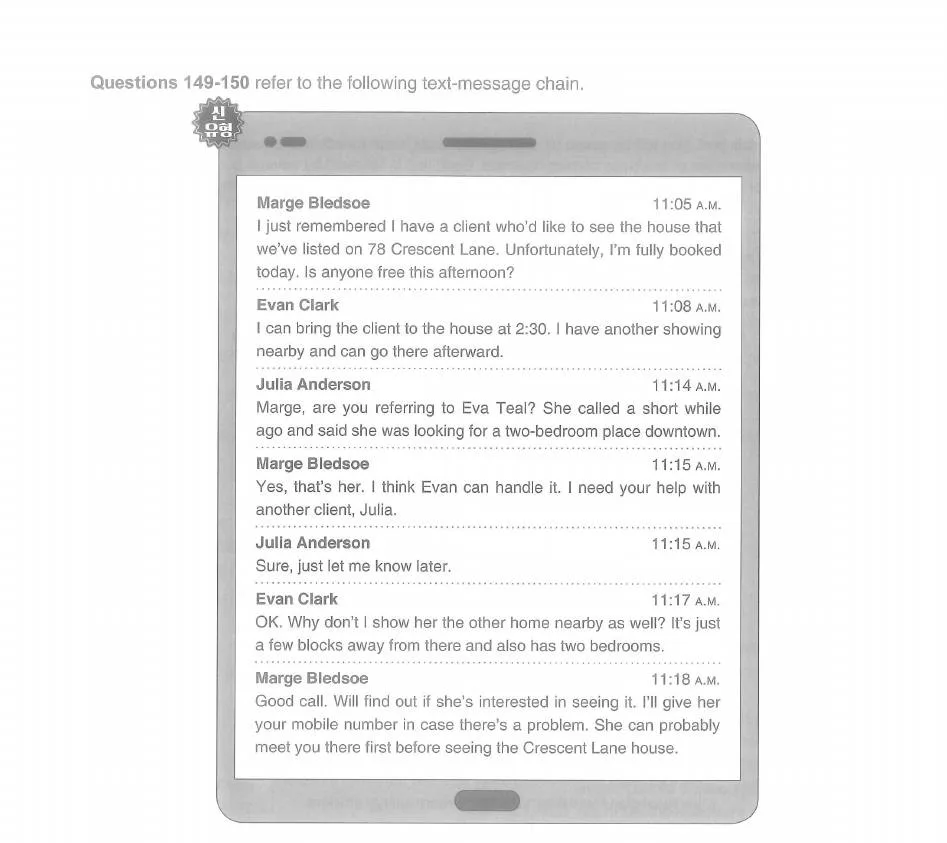 Questions 149-150 refer to the following text-message chain.
신
유형
Marge Bledsoe 11:05 A.M.
I just remembered I have a client who'd like to see the house that
we've listed on 78 Crescent Lane. Unfortunately, I'm fully booked
today. Is anyone free this afternoon?
Evan Clark 11:08 A.M.
I can bring the client to the house at 2:30. I have another showing
nearby and can go there afterward.
Julia Anderson 11:14 A.M.
Marge, are you referring to Eva Teal? She called a short while
ago and said she was looking for a two-bedroom place downtown.
Marge Bledsoe 11:15 A.M.
Yes, that's her. I think Evan can handle it. I need your help with
another client, Julia.
Julia Anderson 11:15 A.M.
Sure, just let me know later.
Evan Clark 11:17 A.M.
OK. Why don't I show her the other home nearby as well? It's just
a few blocks away from there and also has two bedrooms.
Marge Bledsoe 11:18 A.M.
Good call. Will find out if she's interested in seeing it. I'll give her
your mobile number in case there's a problem. She can probably
meet you there first before seeing the Crescent Lane house.